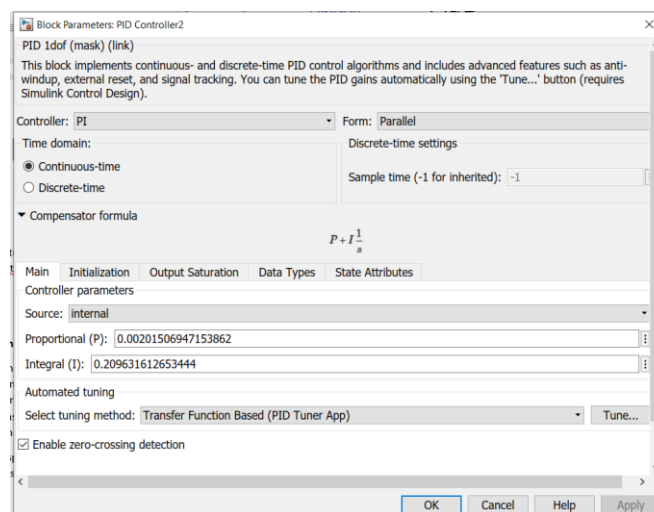 Block Parameters: PID Controller2
PID 1dof (mask) (link)
This block implements continuous- and discrete-time PID control algorithms and includes advanced features such as anti-
windup, external reset, and signal tracking. You can tune the PID gains automatically using the 'Tune...' button (requires
Simulink Control Design).
Controller: PI Form: Parallel
Time domain: Discrete-time settings
Continuous-time
Sample time (-1 for inherited): -1
Discrete-time
Compensator formula
P + I 1/s
Main Initialization Output Saturation Data Types State Attributes
Controller parameters
Source: internal
Proportional (P): 0.00201506947153862
Integral (I): 0.209631612653444
Automated tuning
Select tuning method: Transfer Function Based (PID Tuner App) Tune...
Enable zero-crossing detection
OK Cancel Help Apply